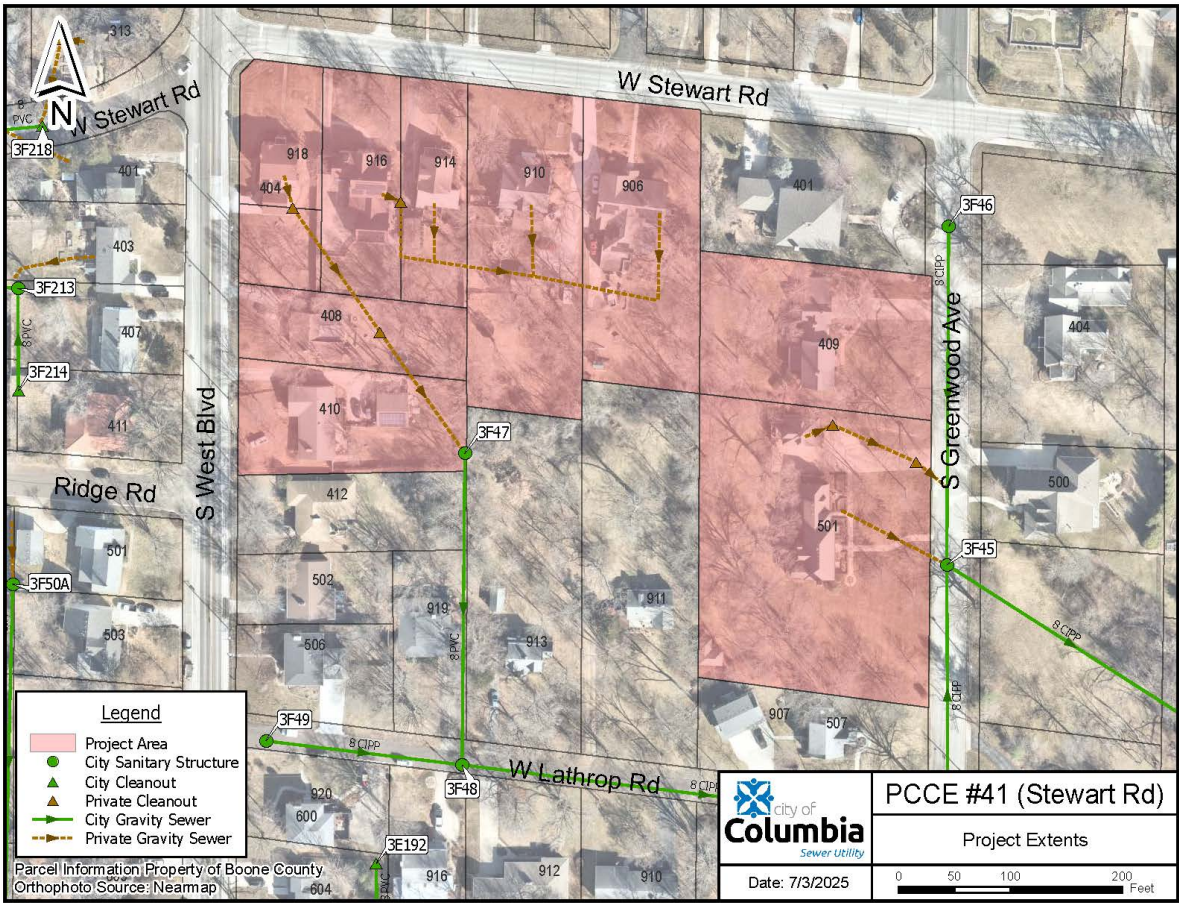 313
W Stewart Rd
N
8
PVC
W Stewart Rd
3F218
401
918
916
914
910
906
404
401
3F46
403
3F213
8 CIPP
407
8 PVC
408
409
404
3F214
411
410
S West Blvd
S Greenwood Ave
3F47
Ridge Rd
412
500
501
501
3F45
3F50A
502
919
911
503
506
913
8 PVC
8 CIPP
8 CIPP
907
507
3F49
8 CIPP
W Lathrop Rd
8 CIPP
3F48
920
600
3E192
604
916
912
910
PVC
Legend
Project Area
City Sanitary Structure
City Cleanout
Private Cleanout
City Gravity Sewer
Private Gravity Sewer
Parcel Information Property of Boone County
Orthophoto Source: Nearmap
city of
Columbia
Sewer Utility
Date: 7/3/2025
PCCE #41 (Stewart Rd)
Project Extents
0 50 100 200
Feet